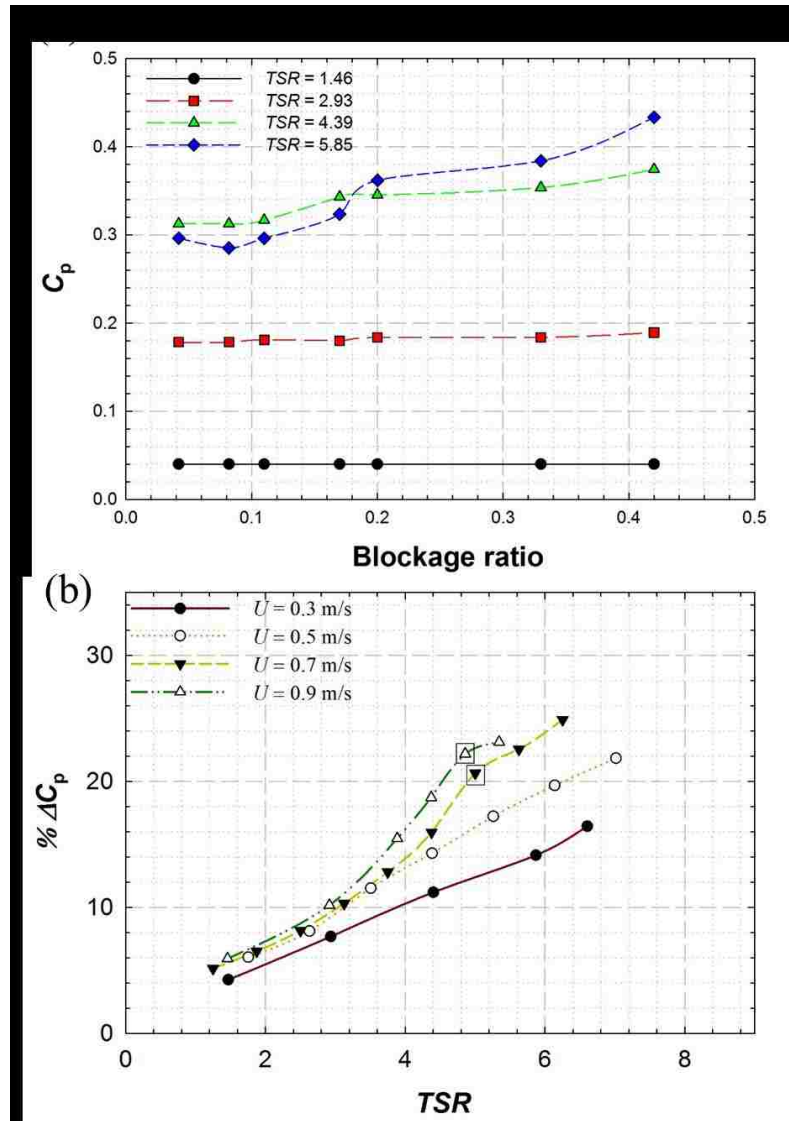 0.5
TSR = 1.46
TSR = 2.93
TSR = 4.39
TSR = 5.85
0.4
0.3
Cp
0.2
0.1
0.0
0.0 0.1 0.2 0.3 0.4 0.5
Blockage ratio
(b)
U = 0.3 m/s
U = 0.5 m/s
U = 0.7 m/s
U = 0.9 m/s
30
20
% ΔCp
10
0
0 2 4 6 8
TSR